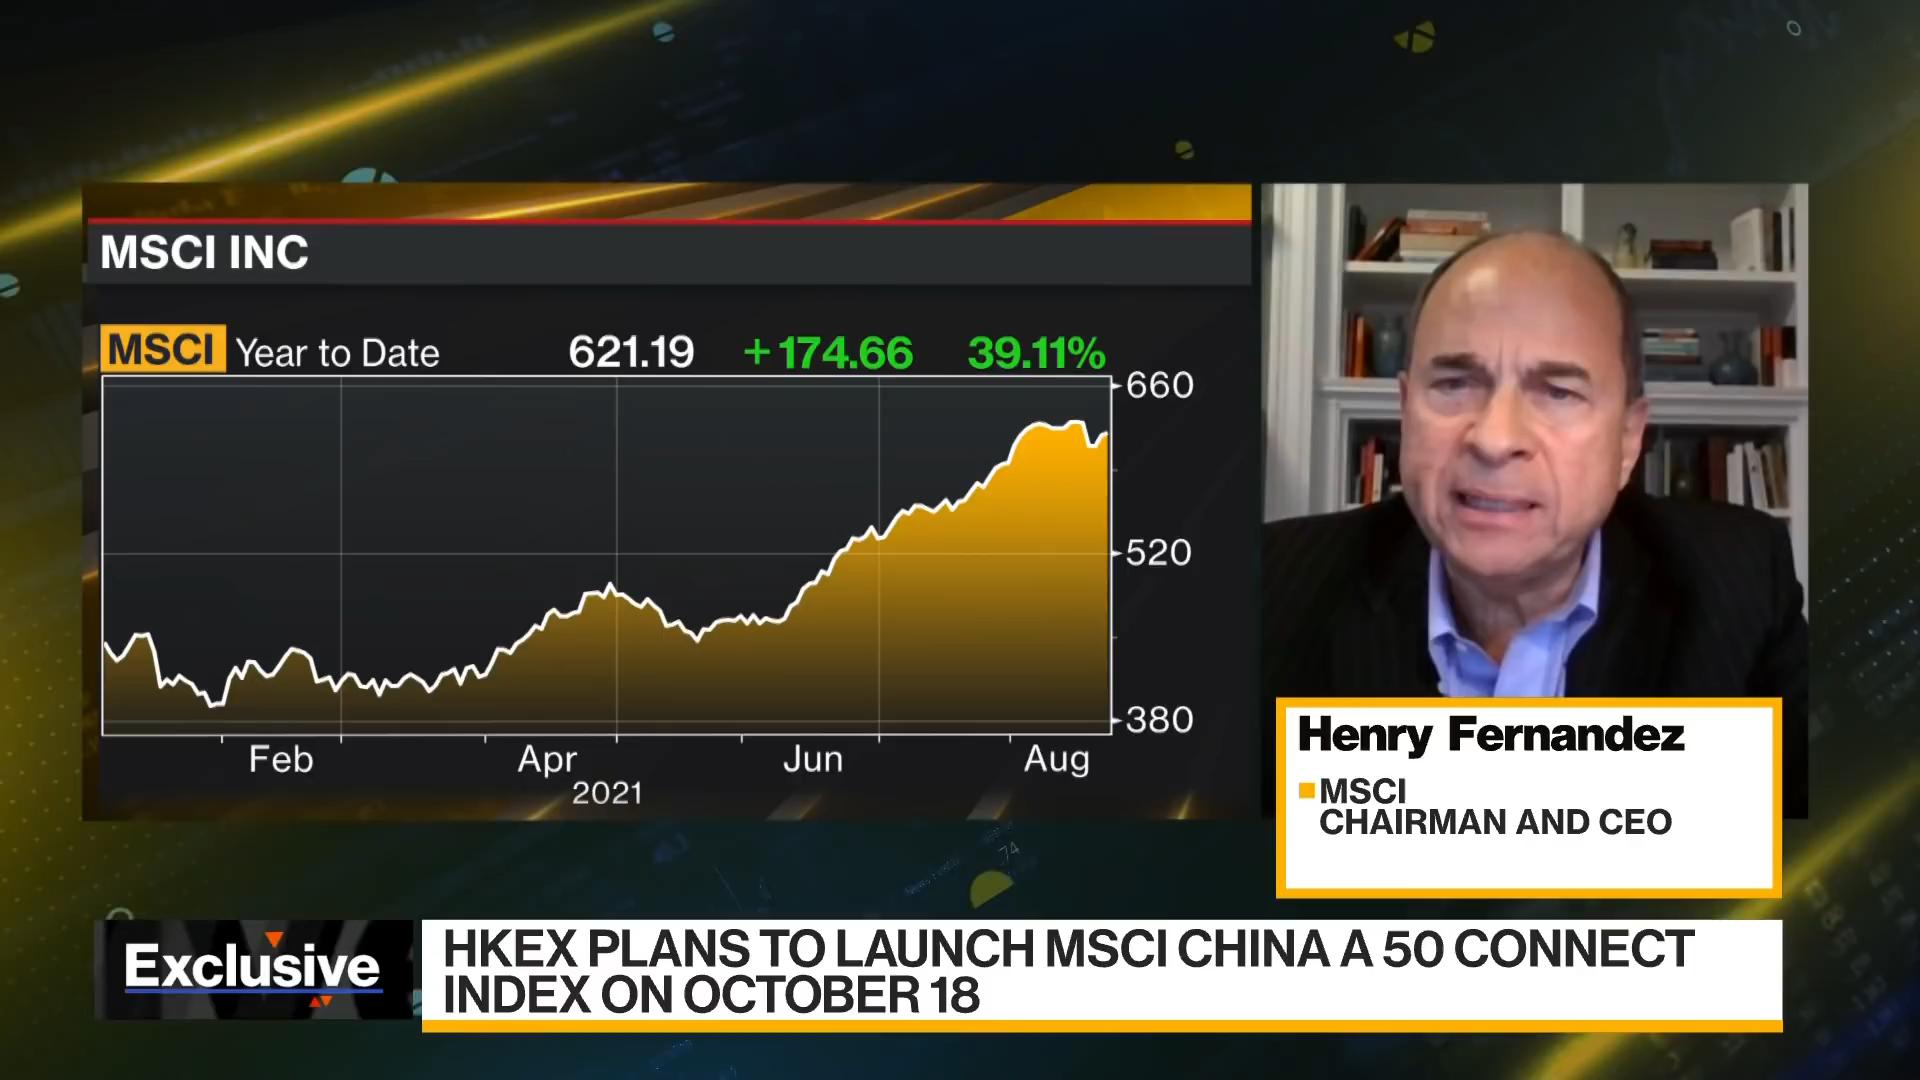 MSCI INC
MSCI Year to Date 621.19 +174.66 39.11%
660
520
380
Feb Apr Jun Aug
2021
Henry Fernandez
MSCI
CHAIRMAN AND CEO
Exclusive
HKEX PLANS TO LAUNCH MSCI CHINA A 50 CONNECT
INDEX ON OCTOBER 18
74